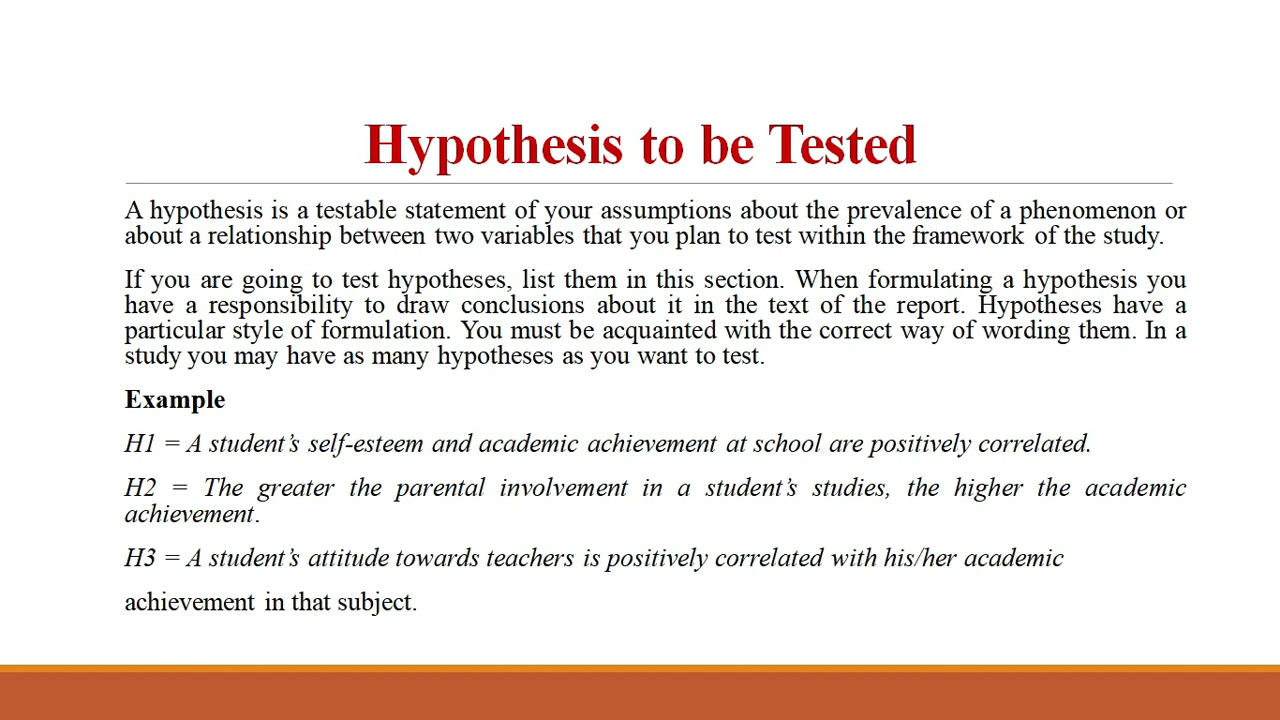 Hypothesis to be Tested
A hypothesis is a testable statement of your assumptions about the prevalence of a phenomenon or
about a relationship between two variables that you plan to test within the framework of the study.
If you are going to test hypotheses, list them in this section. When formulating a hypothesis you
have a responsibility to draw conclusions about it in the text of the report. Hypotheses have a
particular style of formulation. You must be acquainted with the correct way of wording them. In a
study you may have as many hypotheses as you want to test.
Example
H1 = A student’s self-esteem and academic achievement at school are positively correlated.
H2 = The greater the parental involvement in a student’s studies, the higher the academic
achievement.
H3 = A student’s attitude towards teachers is positively correlated with his/her academic
achievement in that subject.